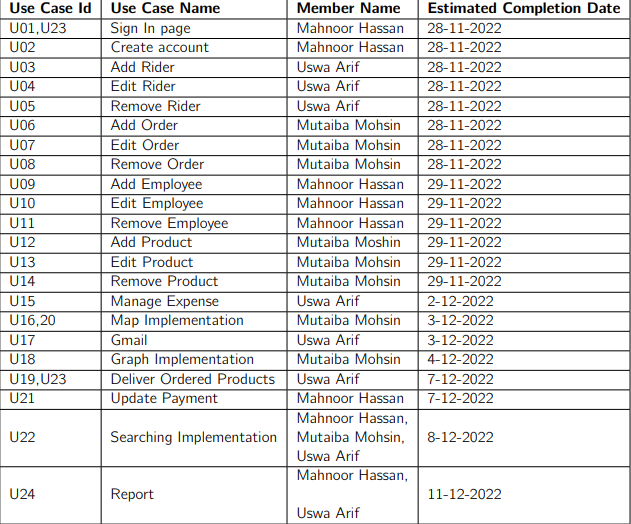 Use Case Id Use Case Name Member Name Estimated Completion Date
U01,U23 Sign In page Mahnoor Hassan 28-11-2022
U02 Create account Mahnoor Hassan 28-11-2022
U03 Add Rider Uswa Arif 28-11-2022
U04 Edit Rider Uswa Arif 28-11-2022
U05 Remove Rider Uswa Arif 28-11-2022
U06 Add Order Mutaiba Mohsin 28-11-2022
U07 Edit Order Mutaiba Mohsin 28-11-2022
U08 Remove Order Mutaiba Mohsin 28-11-2022
U09 Add Employee Mahnoor Hassan 29-11-2022
U10 Edit Employee Mahnoor Hassan 29-11-2022
U11 Remove Employee Mahnoor Hassan 29-11-2022
U12 Add Product Mutaiba Moshin 29-11-2022
U13 Edit Product Mutaiba Mohsin 29-11-2022
U14 Remove Product Mutaiba Mohsin 29-11-2022
U15 Manage Expense Uswa Arif 2-12-2022
U16,20 Map Implementation Mutaiba Mohsin 3-12-2022
U17 Gmail Uswa Arif 3-12-2022
U18 Graph Implementation Mutaiba Mohsin 4-12-2022
U19,U23 Deliver Ordered Products Uswa Arif 7-12-2022
U21 Update Payment Mahnoor Hassan 7-12-2022
Mahnoor Hassan,
U22 Searching Implementation Mutaiba Mohsin, 8-12-2022
Uswa Arif
Mahnoor Hassan,
U24 Report 11-12-2022
Uswa Arif